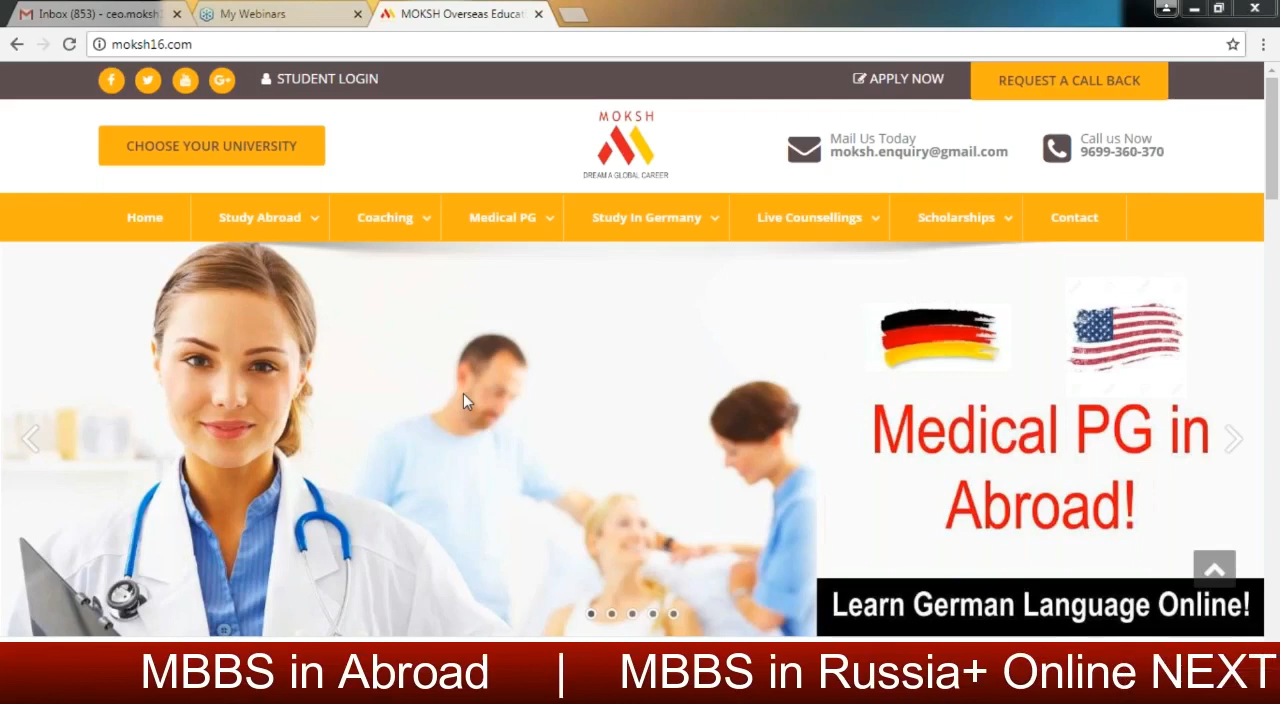 Inbox (853) - ceo.moksh
My Webinars
MOKSH Overseas Educat
moksh16.com
STUDENT LOGIN
APPLY NOW
REQUEST A CALL BACK
CHOOSE YOUR UNIVERSITY
MOKSH
DREAM A GLOBAL CAREER
Mail Us Today
moksh.enquiry@gmail.com
Call us Now
9699-360-370
Home
Study Abroad
Coaching
Medical PG
Study In Germany
Live Counsellings
Scholarships
Contact
Medical PG in
Abroad!
Learn German Language Online!
MBBS in Abroad | MBBS in Russia+ Online NEXT